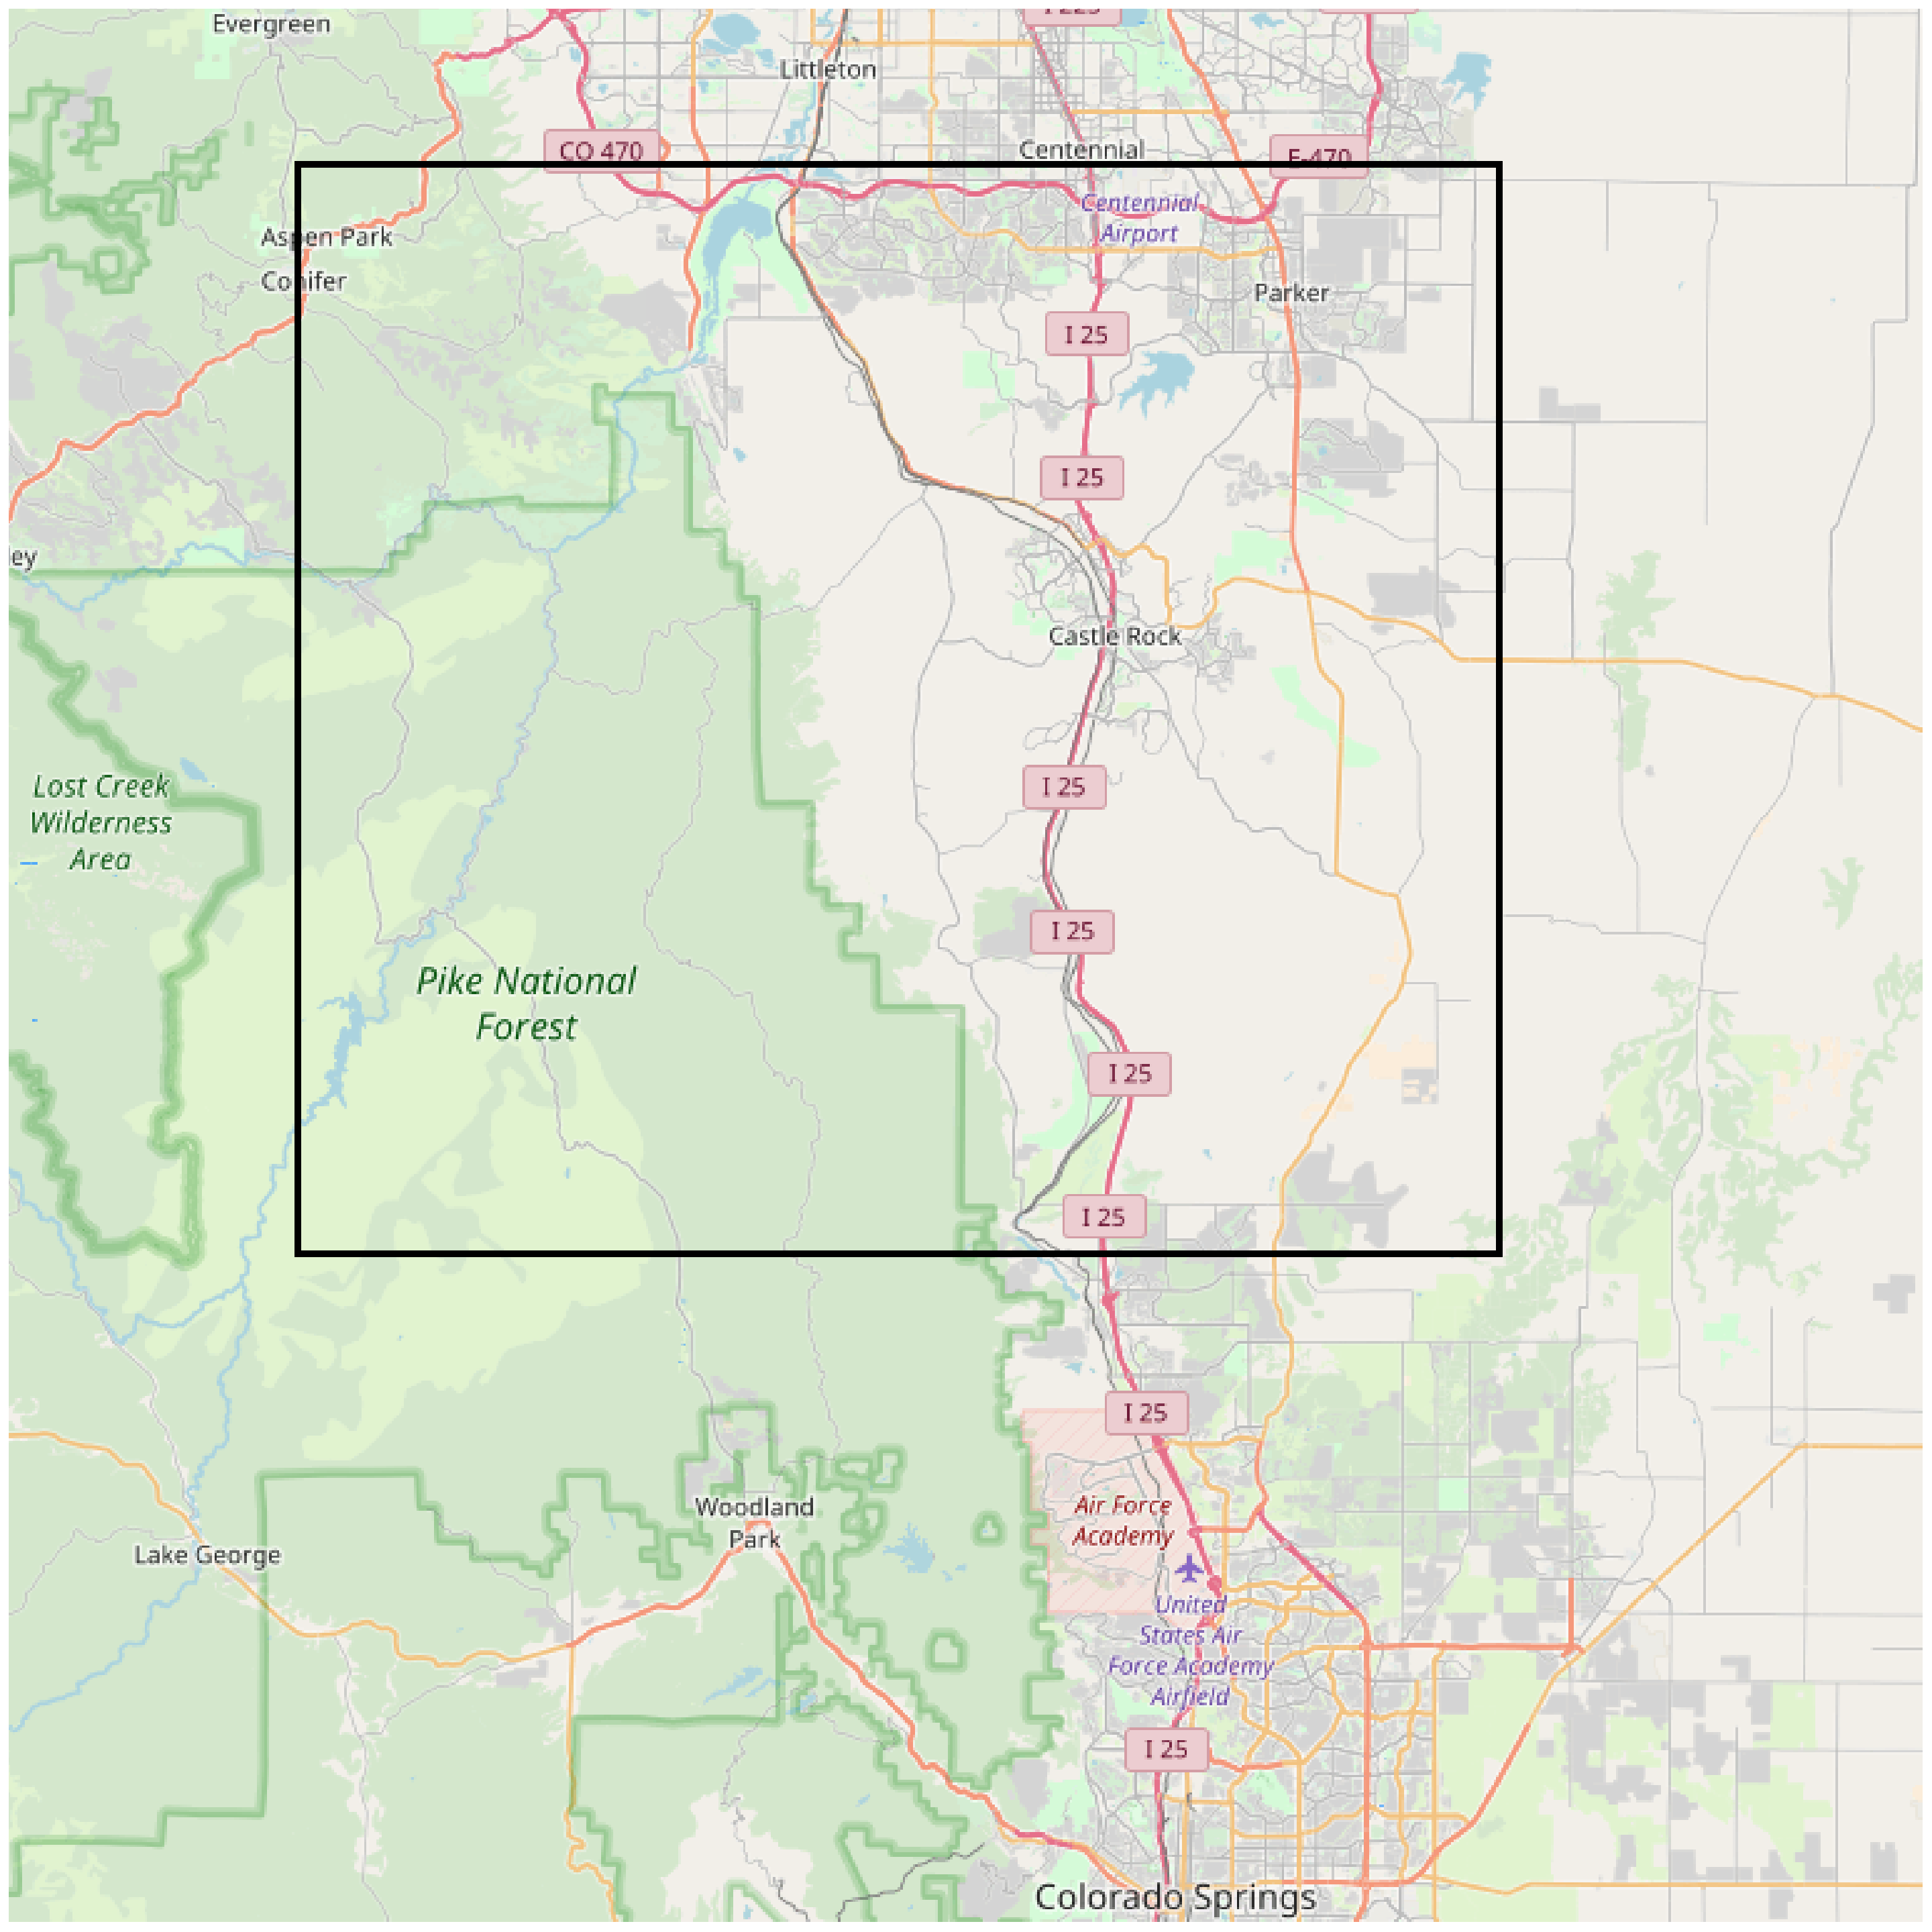 Evergreen
Littleton
CO 470
Centennial
E-470
Centennial
Airport
Aspen Park
Conifer
Parker
I 25
I 25
ey
Castle Rock
Lost Creek
Wilderness
Area
I 25
I 25
Pike National
Forest
I 25
I 25
I 25
Air Force
Academy
Woodland
Park
Lake George
United
States Air
Force Academy
Airfield
I 25
Colorado Springs